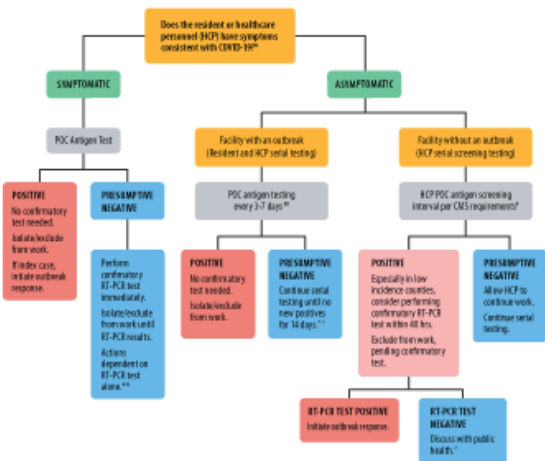 Does the resident or healthcare
personnel (HCP) have symptoms
consistent with COVID-19?
SYMPTOMATIC
ASYMPTOMATIC
POC Antigen Test
Facility with an outbreak
(Resident and HCP serial testing)
Facility without an outbreak
(HCP serial screening testing)
POSITIVE
No confirmatory
test needed.
Isolate/exclude
from work.
If index case,
initiate outbreak
response.
PRESUMPTIVE
NEGATIVE
Perform
confirmatory
RT-PCR test
immediately.
Isolate/exclude
from work until
RT-PCR results.
Actions
dependent on
RT-PCR test
alone.
POC antigen testing
every 3-7 days
HCP POC antigen screening
interval per CMS requirements
POSITIVE
No confirmatory
test needed.
Isolate/exclude
from work.
PRESUMPTIVE
NEGATIVE
Continue serial
testing until no
new positives
for 14 days.
POSITIVE
Especially in low
incidence counties,
consider performing
confirmatory RT-PCR
test within 48 hrs.
Exclude from work,
pending confirmatory
test.
PRESUMPTIVE
NEGATIVE
Allow HCP to
continue work.
Continue serial
testing.
RT-PCR TEST POSITIVE
Initiate outbreak response.
RT-PCR TEST
NEGATIVE
Discuss with public
health.